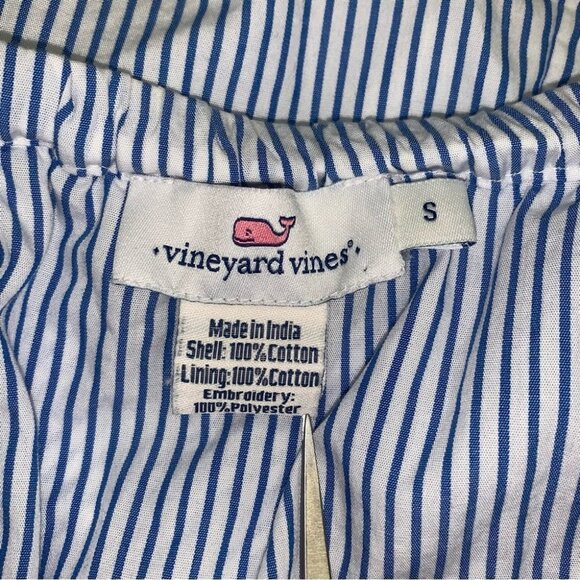 ·vineyard vines®
S
Made in India
Shell: 100%Cotton
Lining:100%Cotton
Embroidery:
100%Polyester